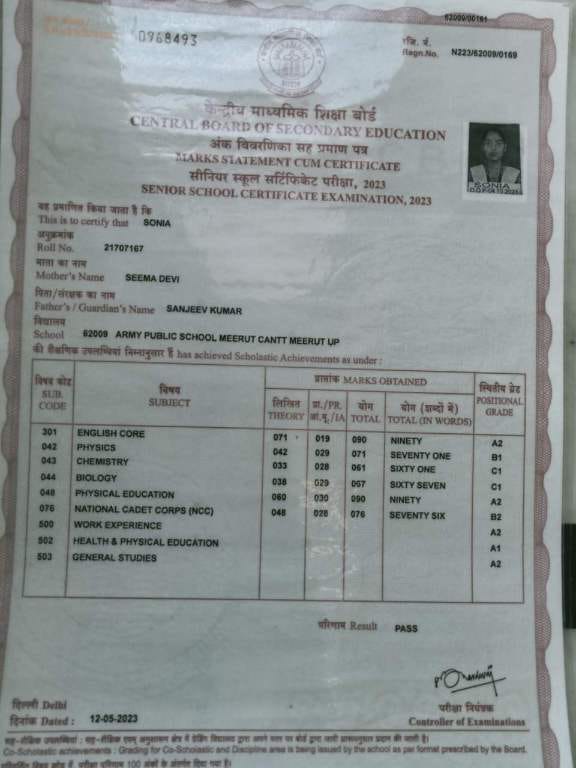 62009/00161
0968493
रजि. नं.
Regn.No. N223/62009/0169
केन्द्रीय माध्यमिक शिक्षा बोर्ड
CENTRAL BOARD OF SECONDARY EDUCATION
अंक विवरणिका सह प्रमाण पत्र
MARKS STATEMENT CUM CERTIFICATE
सीनियर स्कूल सर्टिफिकेट परीक्षा, 2023
SENIOR SCHOOL CERTIFICATE EXAMINATION, 2023
SONIA
यह प्रमाणित किया जाता है कि
This is to certify that SONIA
अनुक्रमांक
Roll No. 21707167
माता का नाम
Mother's Name SEEMA DEVI
पिता/संरक्षक का नाम
Father's / Guardian's Name SANJEEV KUMAR
विद्यालय
School 62009 ARMY PUBLIC SCHOOL MEERUT CANTT MEERUT UP
की शैक्षणिक उपलब्धियां निम्नानुसार हैं has achieved Scholastic Achievements as under :
विषय कोड SUB. CODE
विषय SUBJECT
प्राप्तांक MARKS OBTAINED
लिखित THEORY
प्रा./PR. आं.मू./IA
योग TOTAL
योग (शब्दों में) TOTAL (IN WORDS)
स्थितीय ग्रेड POSITIONAL GRADE
301 ENGLISH CORE 071 019 090 NINETY A2
042 PHYSICS 042 029 071 SEVENTY ONE B1
043 CHEMISTRY 033 028 061 SIXTY ONE C1
044 BIOLOGY 038 029 067 SIXTY SEVEN C1
048 PHYSICAL EDUCATION 060 030 090 NINETY A2
076 NATIONAL CADET CORPS (NCC) 048 028 076 SEVENTY SIX B2
500 WORK EXPERIENCE A2
502 HEALTH & PHYSICAL EDUCATION A1
503 GENERAL STUDIES A2
परिणाम Result PASS
दिल्ली Delhi
दिनांक Dated : 12-05-2023
परीक्षा नियंत्रक
Controller of Examinations
Co-Scholastic achievements : Grading for Co-Scholastic and Discipline area is being issued by the school as per format prescribed by the Board.